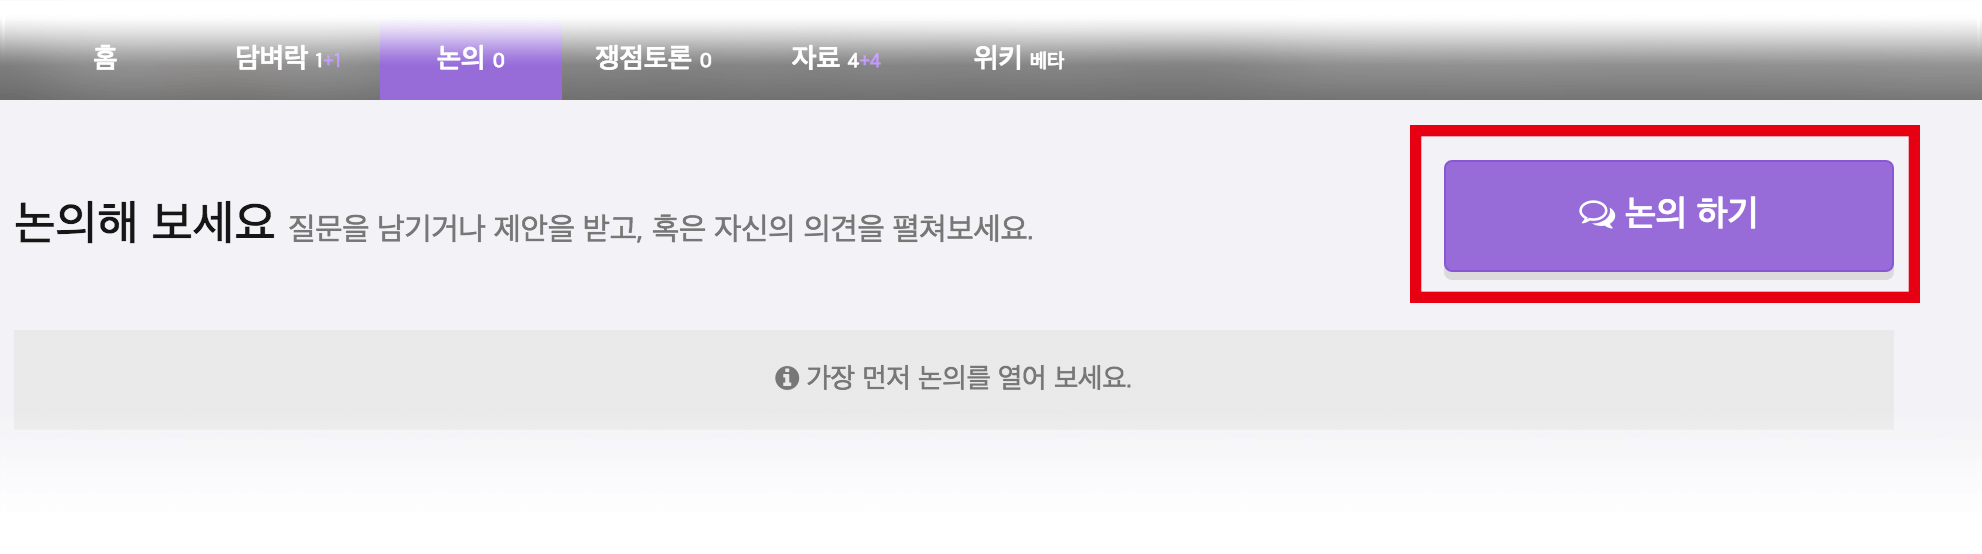 홈 담벼락 1+1 논의 0 쟁점토론 0 자료 4+4 위키 베타
논의해 보세요 질문을 남기거나 제안을 받고, 혹은 자신의 의견을 펼쳐보세요.
논의 하기
가장 먼저 논의를 열어 보세요.